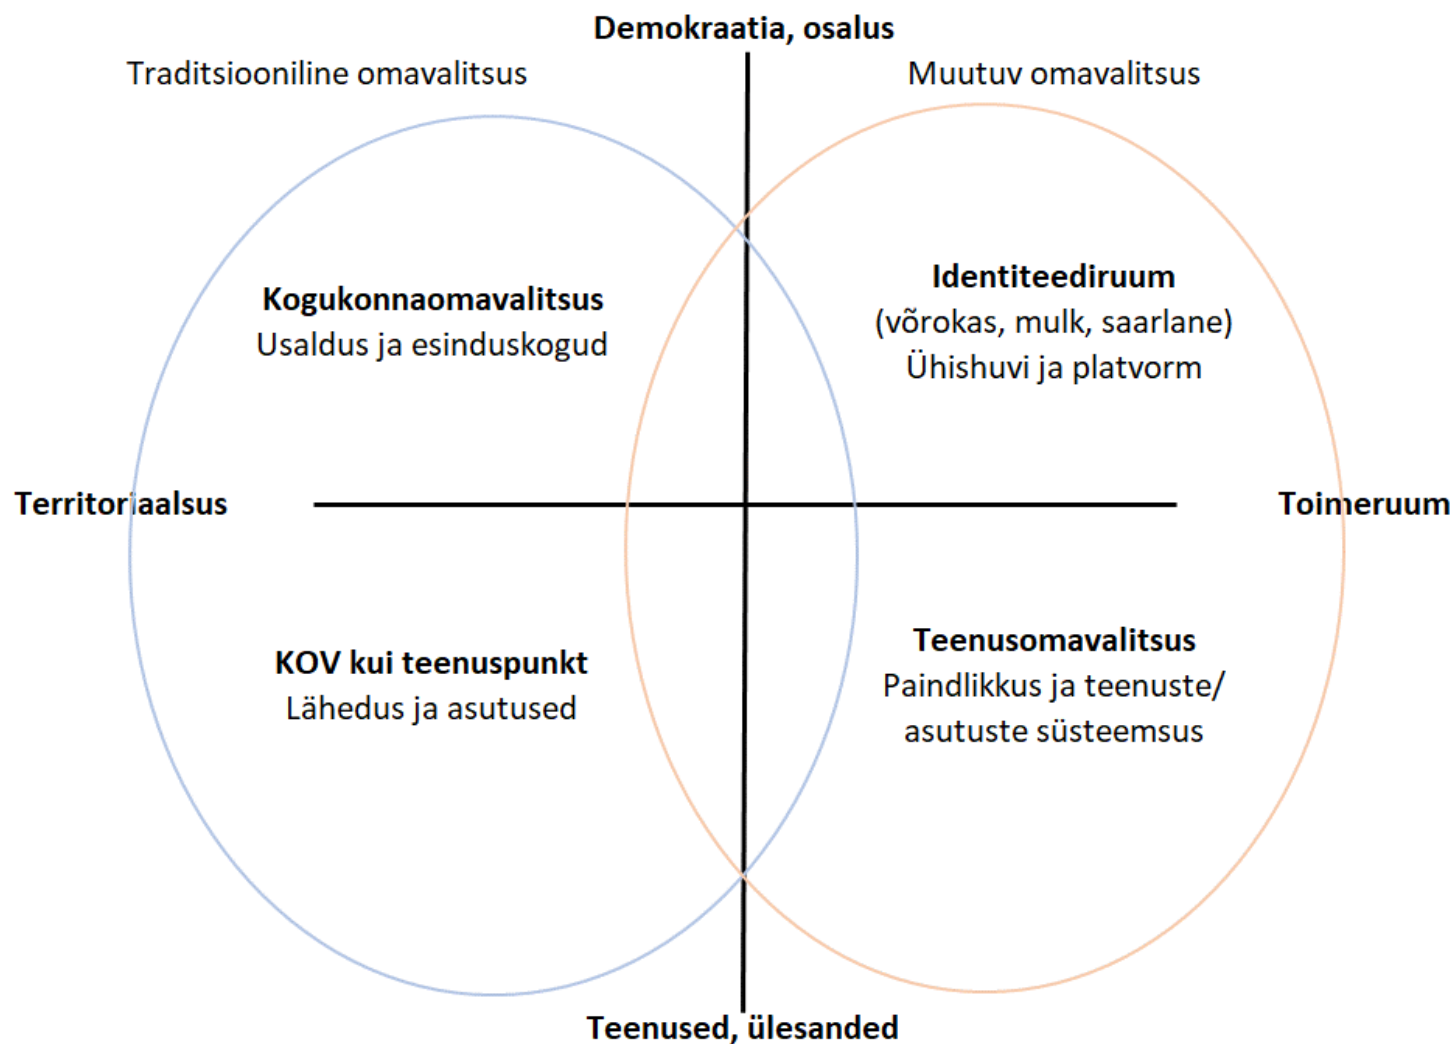 Demokraatia, osalus
Traditsiooniline omavalitsus
Muutuv omavalitsus
Kogukonnaomavalitsus
Usaldus ja esinduskogud
Identiteediruum
(võrokas, mulk, saarlane)
Ühishuvi ja platvorm
Territoriaalsus
Toimeruum
KOV kui teenuspunkt
Lähedus ja asutused
Teenusomavalitsus
Paindlikkus ja teenuste/
asutuste süsteemsus
Teenused, ülesanded